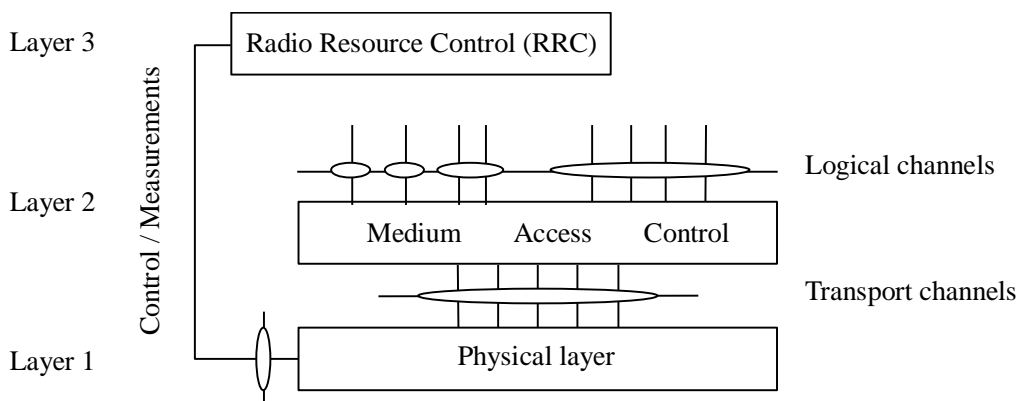 Layer 3
Radio Resource Control (RRC)
Control / Measurements
Logical channels
Layer 2
Medium Access Control
Transport channels
Layer 1
Physical layer